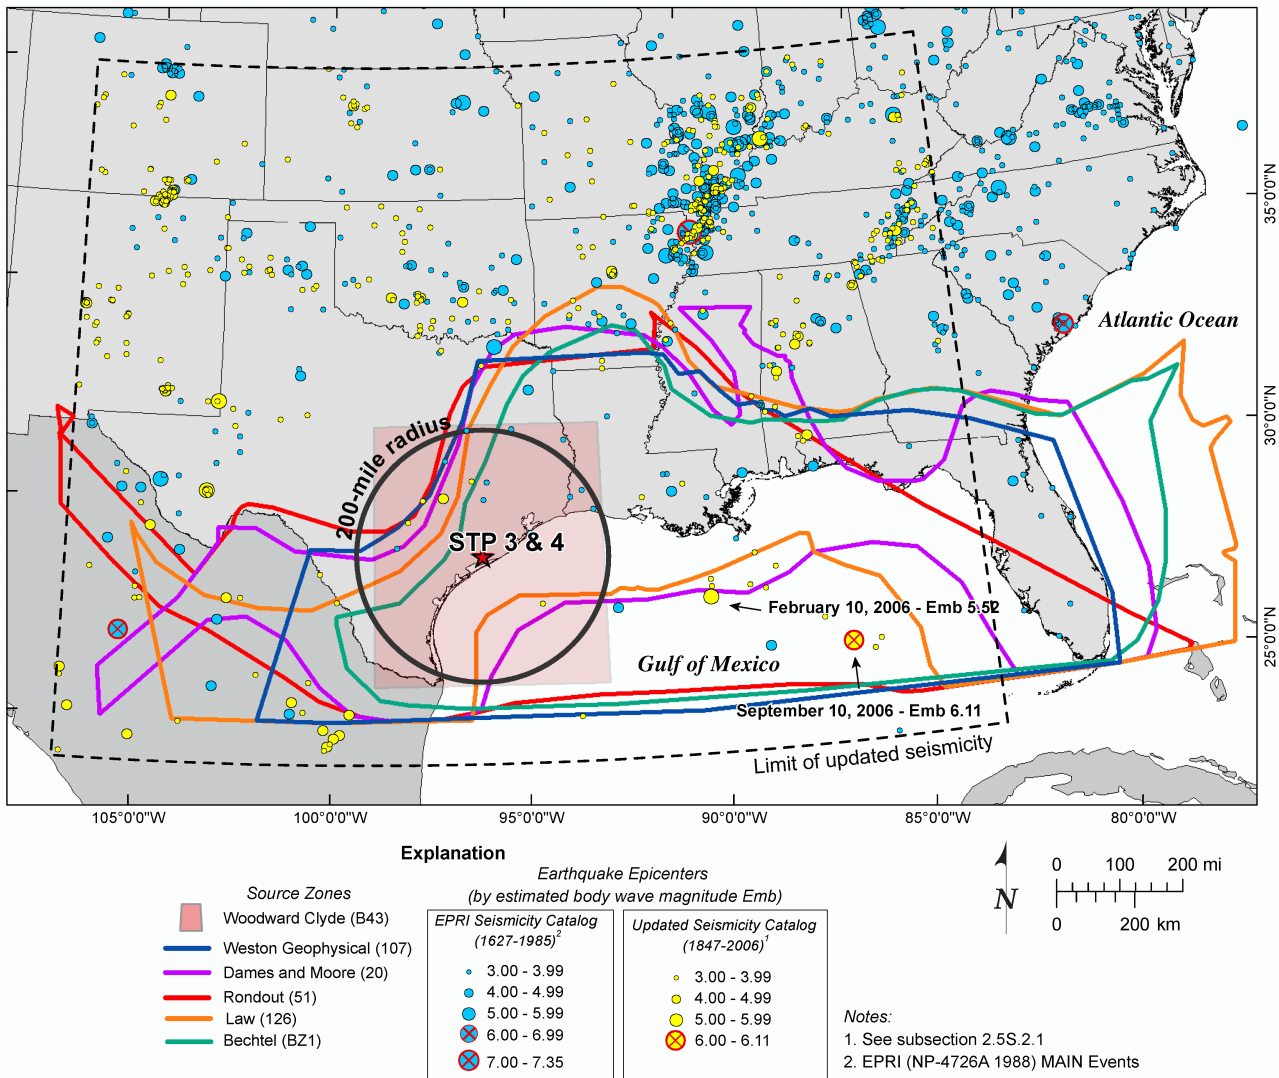 Atlantic Ocean
35°0'0"N
30°0'0"N
25°0'0"N
200-mile radius
STP 3 & 4
February 10, 2006 - Emb 5.52
Gulf of Mexico
September 10, 2006 - Emb 6.11
Limit of updated seismicity
105°0'0"W
100°0'0"W
95°0'0"W
90°0'0"W
85°0'0"W
80°0'0"W
Explanation
Source Zones
Woodward Clyde (B43)
Weston Geophysical (107)
Dames and Moore (20)
Rondout (51)
Law (126)
Bechtel (BZ1)
Earthquake Epicenters
(by estimated body wave magnitude Emb)
EPRI Seismicity Catalog
(1627-1985)2
3.00 - 3.99
4.00 - 4.99
5.00 - 5.99
6.00 - 6.99
7.00 - 7.35
Updated Seismicity Catalog
(1847-2006)1
3.00 - 3.99
4.00 - 4.99
5.00 - 5.99
6.00 - 6.11
N
0 100 200 mi
0 200 km
Notes:
1. See subsection 2.5S.2.1
2. EPRI (NP-4726A 1988) MAIN Events